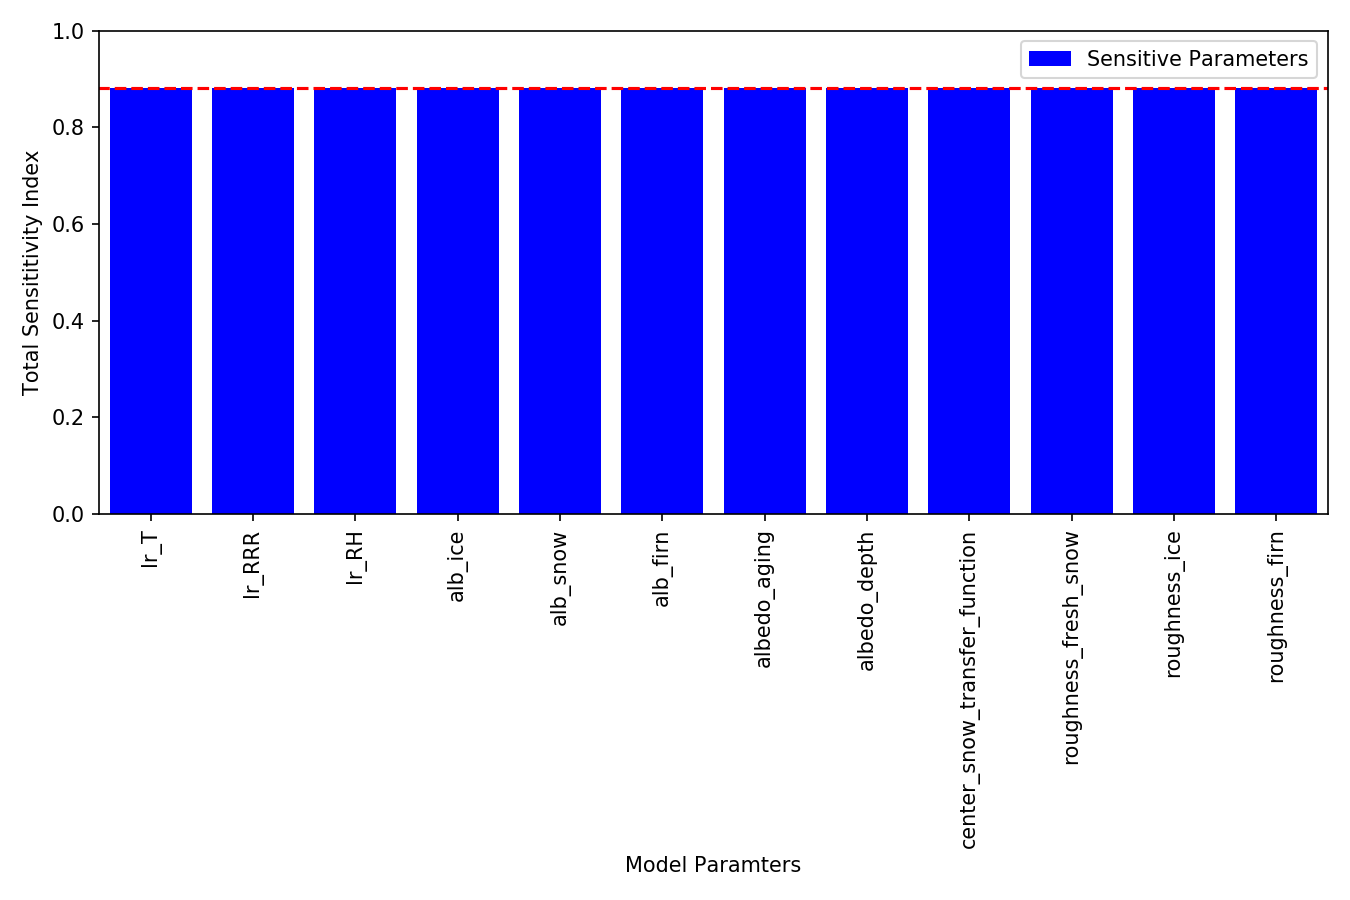 1.0
0.8
0.6
0.4
0.2
0.0
Total Sensititivity Index
Sensitive Parameters
lr_T
lr_RRR
lr_RH
alb_ice
alb_snow
alb_firn
albedo_aging
albedo_depth
center_snow_transfer_function
roughness_fresh_snow
roughness_ice
roughness_firn
Model Paramters